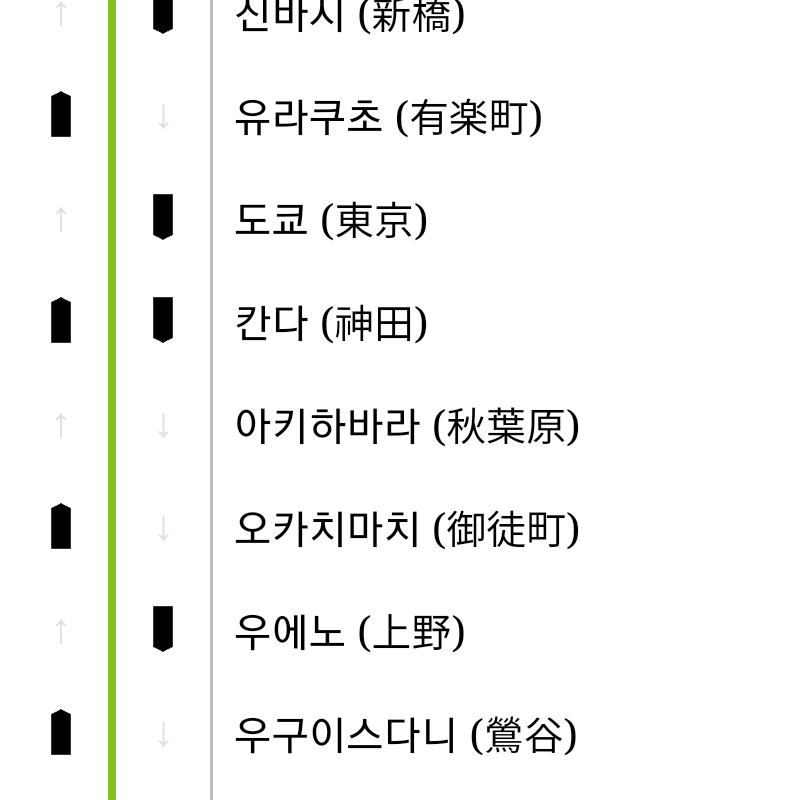 ↑ 신바시 (新橋)
↓ 유라쿠초 (有楽町)
↑ 도쿄 (東京)
칸다 (神田)
↑ ↓ 아키하바라 (秋葉原)
↓ 오카치마치 (御徒町)
↑ 우에노 (上野)
↓ 우구이스다니 (鶯谷)